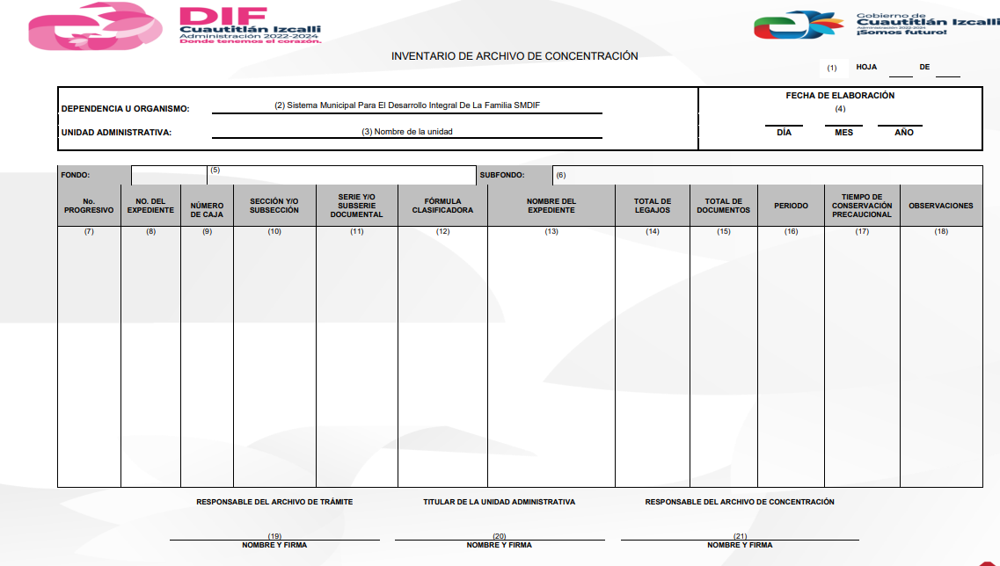 DIF
Cuautitlán Izcalli
Administración 2022-2024
Donde tenemos el corazón.
Gobierno de
Cuautitlán Izcalli
Administración 2022-2024
¡Somos futuro!
INVENTARIO DE ARCHIVO DE CONCENTRACIÓN
(1) HOJA ____ DE ____
DEPENDENCIA U ORGANISMO: (2) Sistema Municipal Para El Desarrollo Integral De La Familia SMDIF
UNIDAD ADMINISTRATIVA: (3) Nombre de la unidad
FECHA DE ELABORACIÓN
(4)
DÍA MES AÑO
FONDO: (5) SUBFONDO: (6)
No. PROGRESIVO
NO. DEL EXPEDIENTE
NÚMERO DE CAJA
SECCIÓN Y/O SUBSECCIÓN
SERIE Y/O SUBSERIE DOCUMENTAL
FÓRMULA CLASIFICADORA
NOMBRE DEL EXPEDIENTE
TOTAL DE LEGAJOS
TOTAL DE DOCUMENTOS
PERIODO
TIEMPO DE CONSERVACIÓN PRECAUCIONAL
OBSERVACIONES
(7) (8) (9) (10) (11) (12) (13) (14) (15) (16) (17) (18)
RESPONSABLE DEL ARCHIVO DE TRÁMITE TITULAR DE LA UNIDAD ADMINISTRATIVA RESPONSABLE DEL ARCHIVO DE CONCENTRACIÓN
(19) (20) (21)
NOMBRE Y FIRMA NOMBRE Y FIRMA NOMBRE Y FIRMA